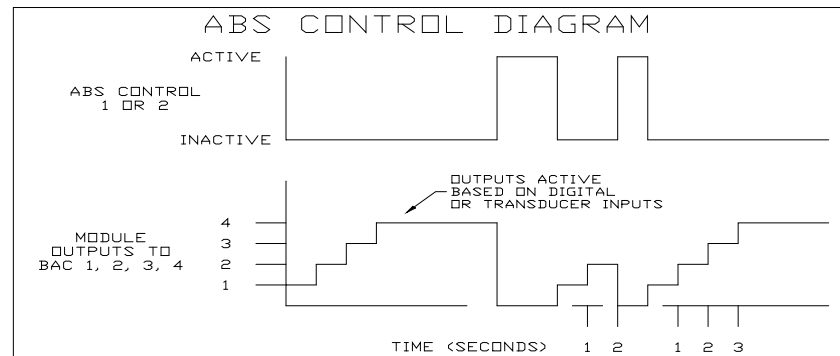 ABS CONTROL DIAGRAM
ACTIVE
ABS CONTROL
1 OR 2
INACTIVE
OUTPUTS ACTIVE
BASED ON DIGITAL
OR TRANSDUCER INPUTS
MODULE
OUTPUTS TO
BAC 1, 2, 3, 4
4
3
2
1
TIME (SECONDS) 1 2 1 2 3